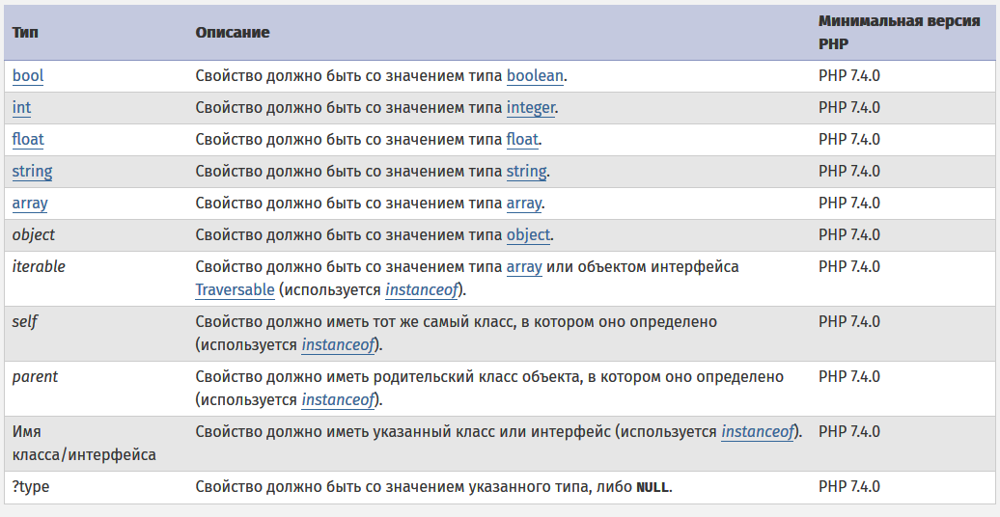 Тип Описание Минимальная версия PHP
bool Свойство должно быть со значением типа boolean. PHP 7.4.0
int Свойство должно быть со значением типа integer. PHP 7.4.0
float Свойство должно быть со значением типа float. PHP 7.4.0
string Свойство должно быть со значением типа string. PHP 7.4.0
array Свойство должно быть со значением типа array. PHP 7.4.0
object Свойство должно быть со значением типа object. PHP 7.4.0
iterable Свойство должно быть со значением типа array или объектом интерфейса PHP 7.4.0
Traversable (используется instanceof).
self Свойство должно иметь тот же самый класс, в котором оно определено PHP 7.4.0
(используется instanceof).
parent Свойство должно иметь родительский класс объекта, в котором оно определено PHP 7.4.0
(используется instanceof).
Имя Свойство должно иметь указанный класс или интерфейс (используется instanceof). PHP 7.4.0
класса/интерфейса
?type Свойство должно быть со значением указанного типа, либо NULL. PHP 7.4.0